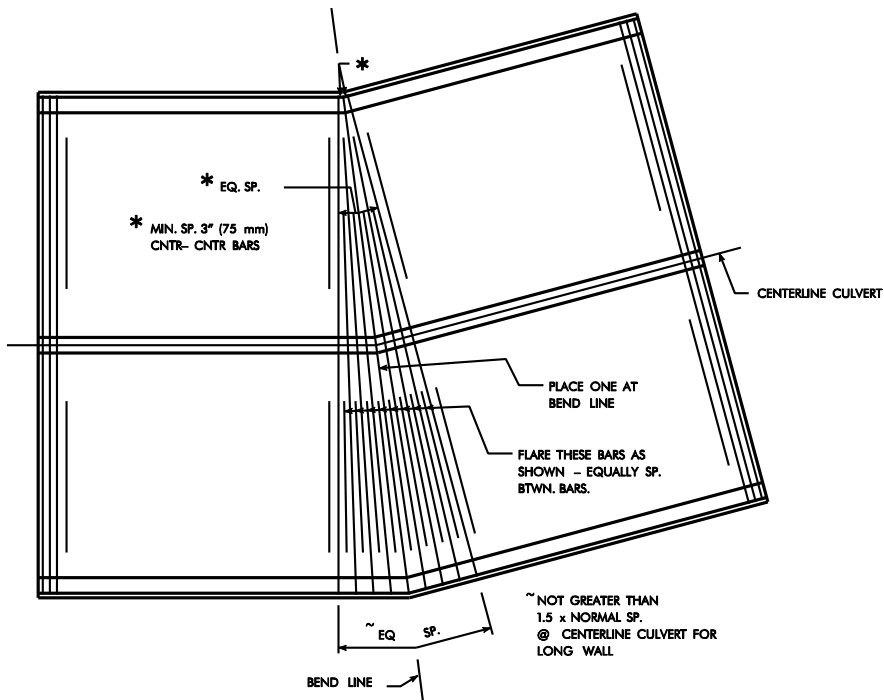 *
* EQ. SP.
* MIN. SP. 3" (75 mm)
CNTR– CNTR BARS
CENTERLINE CULVERT
PLACE ONE AT
BEND LINE
FLARE THESE BARS AS
SHOWN – EQUALLY SP.
BTWN. BARS.
~ NOT GREATER THAN
1.5 x NORMAL SP.
@ CENTERLINE CULVERT FOR
LONG WALL
~ EQ SP.
BEND LINE